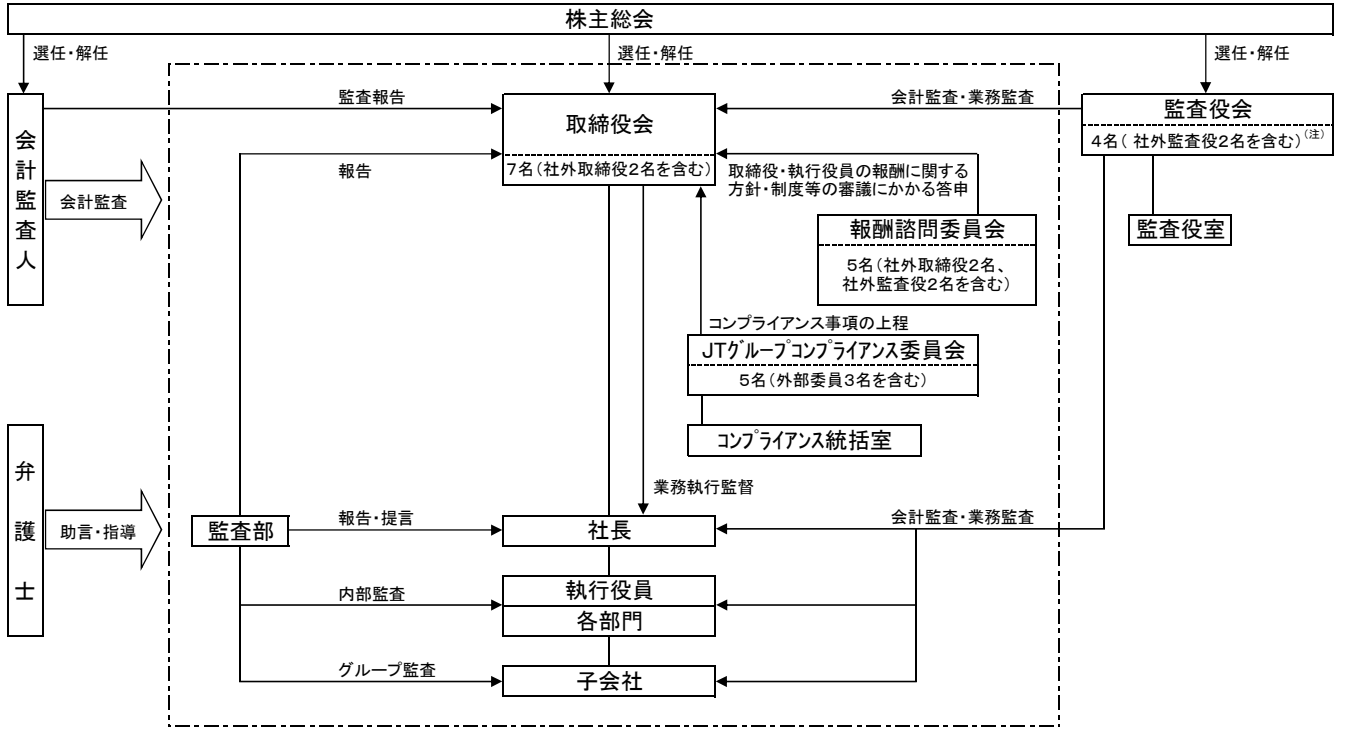 株主総会
選任・解任
選任・解任
選任・解任
会計監査人
監査報告
取締役会
7名(社外取締役2名を含む)
会計監査・業務監査
監査役会
4名( 社外監査役2名を含む)(注)
報告
取締役・執行役員の報酬に関する
方針・制度等の審議にかかる答申
会計監査
報酬諮問委員会
5名(社外取締役2名、
社外監査役2名を含む)
監査役室
コンプライアンス事項の上程
JTグループコンプライアンス委員会
5名(外部委員3名を含む)
コンプライアンス統括室
弁護士
助言・指導
業務執行監督
監査部
報告・提言
社長
会計監査・業務監査
内部監査
執行役員
各部門
グループ監査
子会社